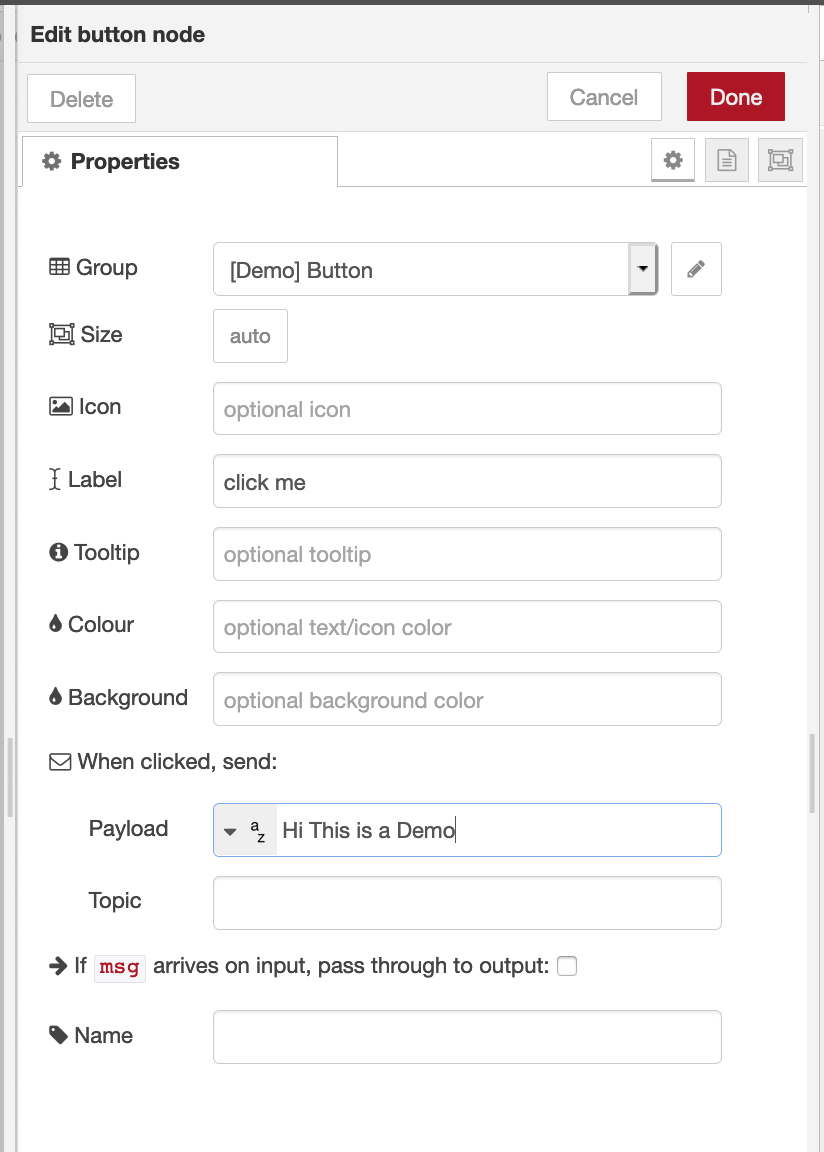 Edit button node
Delete
Cancel
Done
Properties
Group
[Demo] Button
Size
auto
Icon
optional icon
Label
click me
Tooltip
optional tooltip
Colour
optional text/icon color
Background
optional background color
When clicked, send:
Payload
a
z
Hi This is a Demo
Topic
If msg arrives on input, pass through to output:
Name